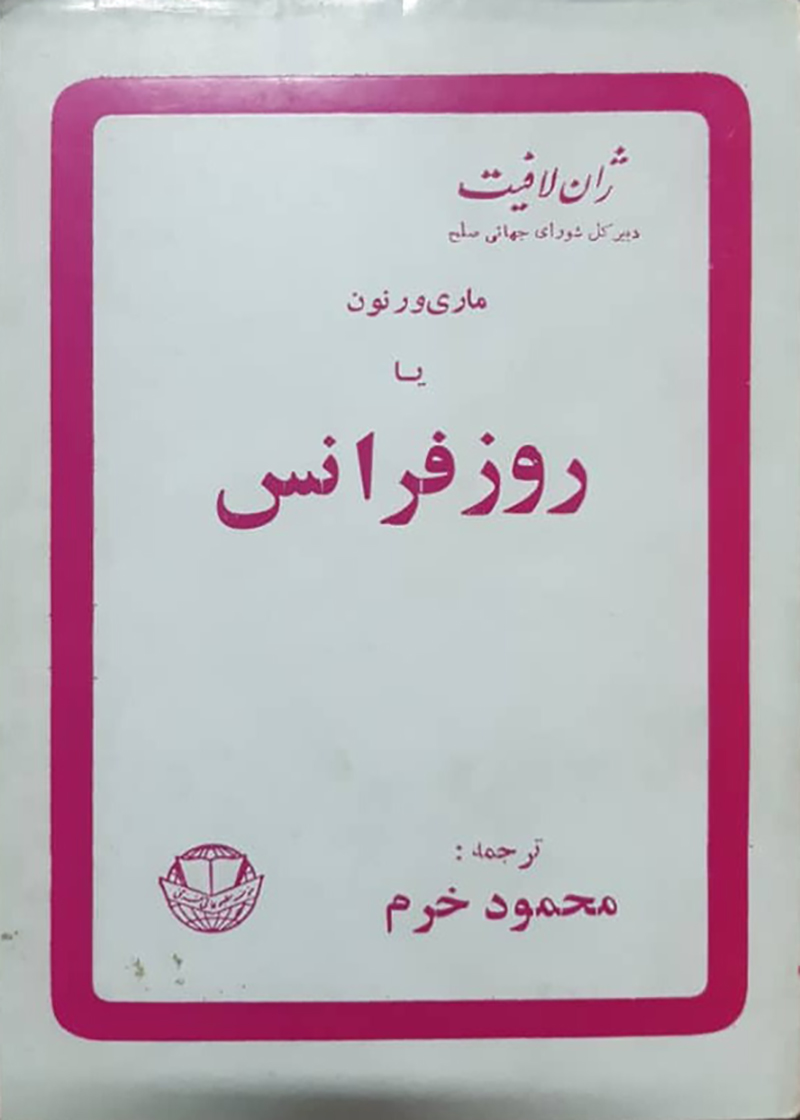 ژان لافیت
دبیر کل شورای جهانی صلح
ماری ورنون
یا
روز فرانس
ترجمه :
محمود خرم